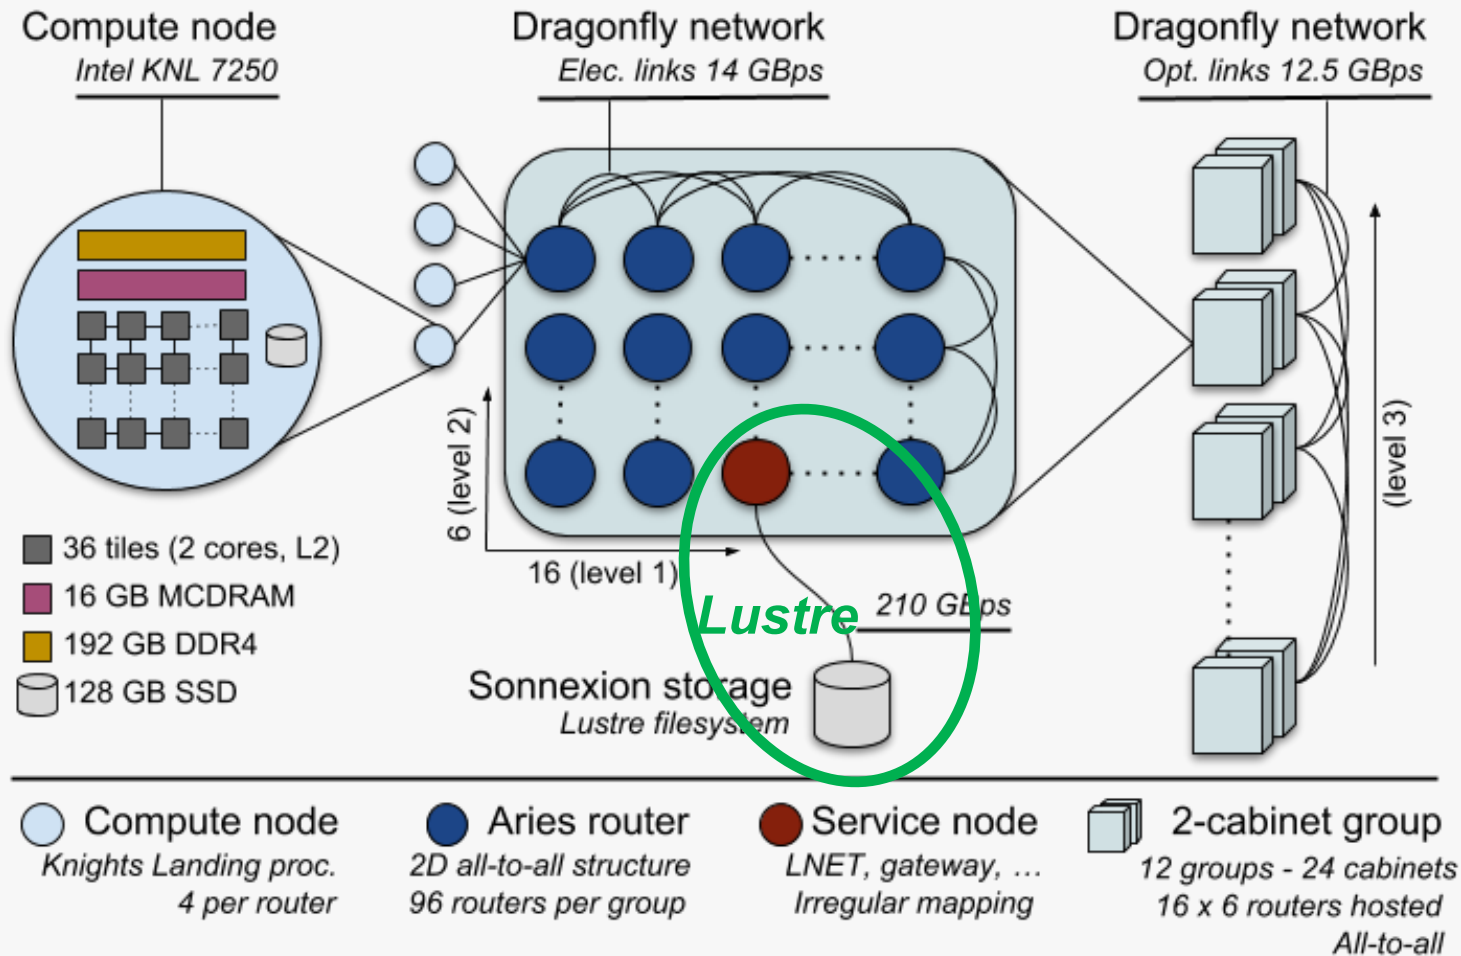 Compute node
Intel KNL 7250
Dragonfly network
Elec. links 14 GBps
Dragonfly network
Opt. links 12.5 GBps
6 (level 2)
16 (level 1)
(level 3)
36 tiles (2 cores, L2)
16 GB MCDRAM
192 GB DDR4
128 GB SSD
Lustre
210 GBps
Sonnexion storage
Lustre filesystem
Compute node
Knights Landing proc.
4 per router
Aries router
2D all-to-all structure
96 routers per group
Service node
LNET, gateway, …
Irregular mapping
2-cabinet group
12 groups - 24 cabinets
16 x 6 routers hosted
All-to-all